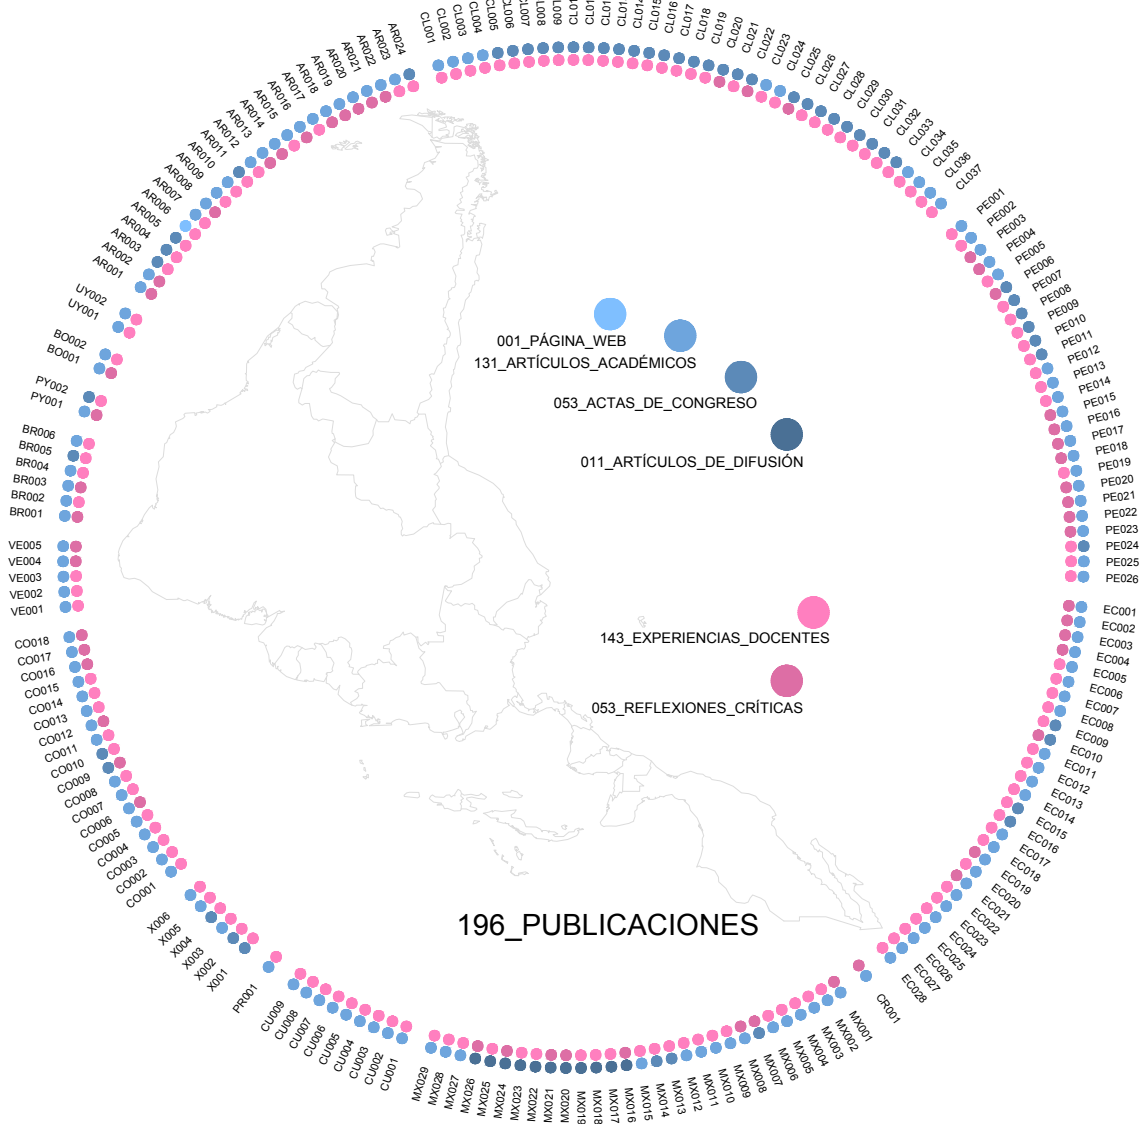 AR001
AR002
AR003
AR004
AR005
AR006
AR007
AR008
AR009
AR010
AR011
AR012
AR013
AR014
AR015
AR016
AR017
AR018
AR019
AR020
AR021
AR022
AR023
AR024
CL001
CL002
CL003
CL004
CL005
CL006
CL007
CL008
CL009
CL014
CL015
CL016
CL017
CL018
CL019
CL020
CL021
CL022
CL023
CL024
CL025
CL026
CL027
CL028
CL029
CL030
CL031
CL032
CL033
CL034
CL035
CL036
CL037
PE001
PE002
PE003
PE004
PE005
PE006
PE007
PE008
PE009
PE010
PE011
PE012
PE013
PE014
PE015
PE016
PE017
PE018
PE019
PE020
PE021
PE022
PE023
PE024
PE025
PE026
EC001
EC002
EC003
EC004
EC005
EC006
EC007
EC008
EC009
EC010
EC011
EC012
EC013
EC014
EC015
EC016
EC017
EC018
EC019
EC020
EC021
EC022
EC023
EC024
EC025
EC026
EC027
EC028
CR001
MX001
MX002
MX003
MX004
MX005
MX006
MX007
MX008
MX009
MX010
MX011
MX012
MX013
MX014
MX015
MX016
MX017
MX018
MX019
MX020
MX021
MX022
MX023
MX024
MX025
MX026
MX027
MX028
MX029
CU001
CU002
CU003
CU004
CU005
CU006
CU007
CU008
CU009
PR001
X001
X002
X003
X004
X005
X006
CO001
CO002
CO003
CO004
CO005
CO006
CO007
CO008
CO009
CO010
CO011
CO012
CO013
CO014
CO015
CO016
CO017
CO018
VE001
VE002
VE003
VE004
VE005
BR001
BR002
BR003
BR004
BR005
BR006
PY001
PY002
BO001
BO002
UY001
UY002
001_PÁGINA_WEB
131_ARTÍCULOS_ACADÉMICOS
053_ACTAS_DE_CONGRESO
011_ARTÍCULOS_DE_DIFUSIÓN
143_EXPERIENCIAS_DOCENTES
053_REFLEXIONES_CRÍTICAS
196_PUBLICACIONES